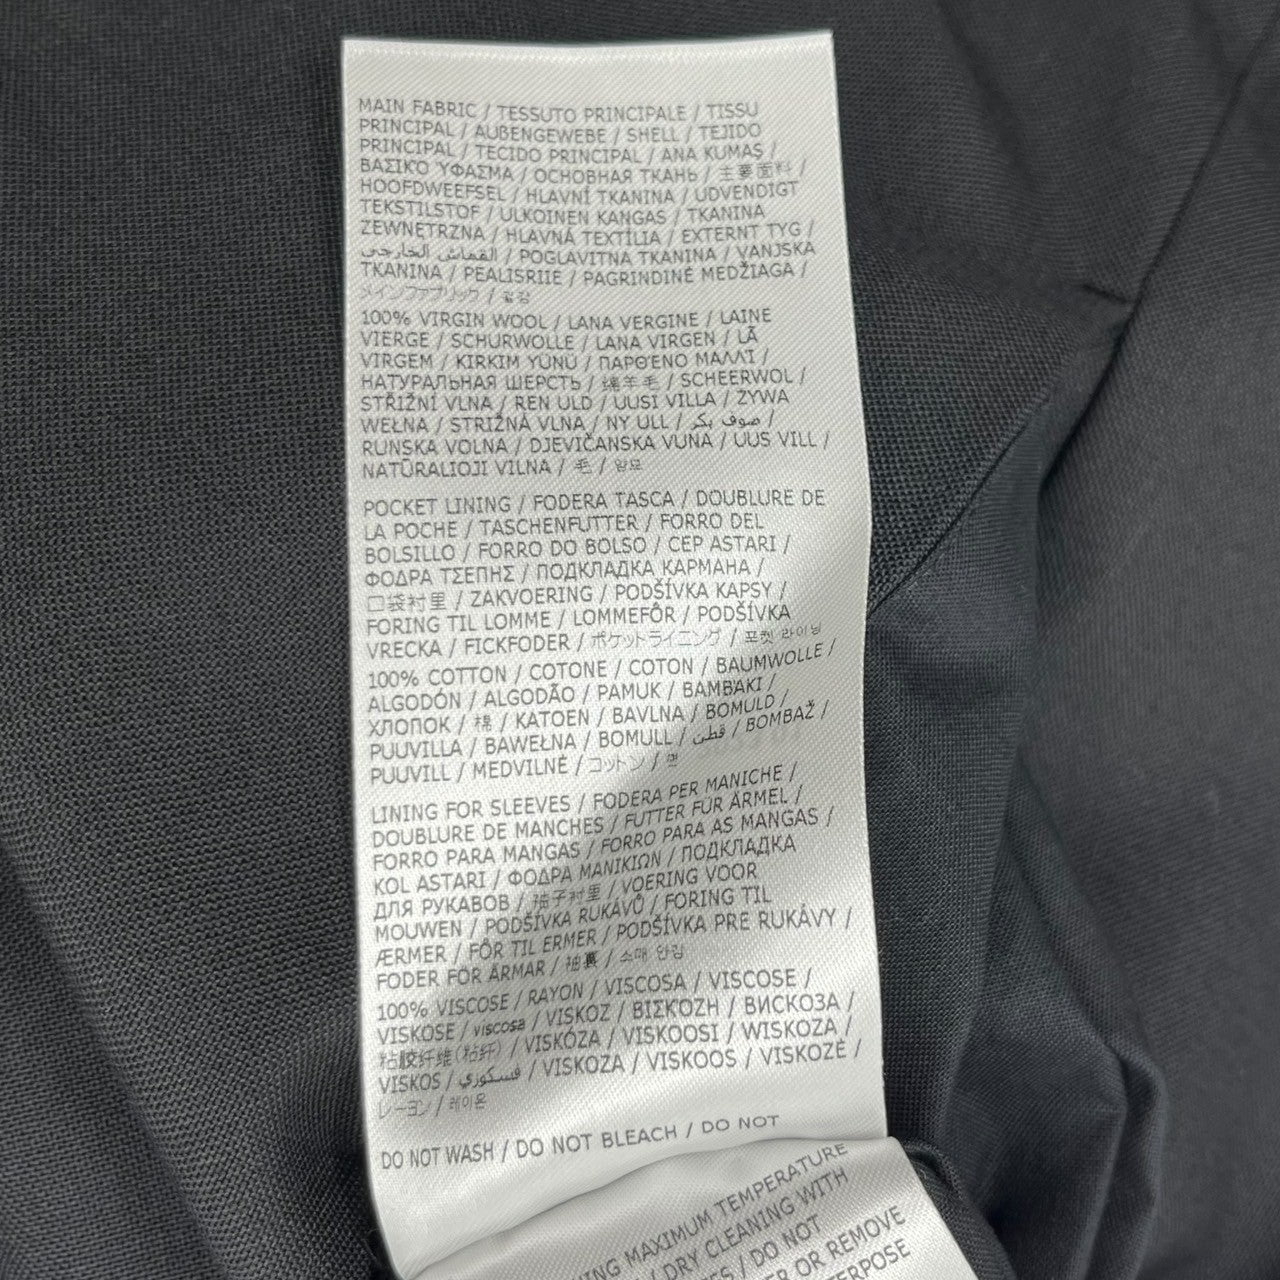 MAIN FABRIC / TESSUTO PRINCIPALE / TISSU
PRINCIPAL / AUßENGEWEBE / SHELL / TEJIDO
PRINCIPAL / TECIDO PRINCIPAL / ANA KUMAŞ /
ΒΑΣΙΚΌ ΎΦΑΣΜΑ / ОСНОВНАЯ ТКАНЬ / 主要面料 /
HOOFDWEEFSEL / HLAVNÍ TKANINA / UDVENDIGT
TEKSTILSTOF / ULKOINEN KANGAS / TKANINA
ZEWNĘTRZNA / HLAVNÁ TEXTÍLIA / EXTERNT TYG /
القماش الخارجي / POGLAVITNA TKANINA / VANJSKA
TKANINA / PEALISRIIE / PAGRINDINĖ MEDŽIAGA /
メインファブリック / 겉감
100% VIRGIN WOOL / LANA VERGINE / LAINE
VIERGE / SCHURWOLLE / LANA VIRGEN / LÃ
VIRGEM / KIRKIM YÜNÜ / ΠΑΡΘΈΝΟ ΜΑΛΛΊ /
НАТУРАЛЬНАЯ ШЕРСТЬ / 绵羊毛 / SCHEERWOL /
STŘIŽNÍ VLNA / REN ULD / UUSI VILLA / ŻYWA
WEŁNA / STRIŽNÁ VLNA / NY ULL / صوف بكر /
RUNSKA VOLNA / DJEVIČANSKA VUNA / UUS VILL /
NATŪRALIOJI VILNA / 毛 / 양모
POCKET LINING / FODERA TASCA / DOUBLURE DE
LA POCHE / TASCHENFUTTER / FORRO DEL
BOLSILLO / FORRO DO BOLSO / CEP ASTARI /
ΦΟΔΡΑ ΤΣΕΠΗΣ / ПОДКЛАДКА КАРМАНА /
口袋衬里 / ZAKVOERING / PODŠÍVKA KAPSY /
FORING TIL LOMME / LOMMEFÔR / PODŠÍVKA
VRECKA / FICKFODER / ポケットライニング / 포켓 라이닝
100% COTTON / COTONE / COTON / BAUMWOLLE /
ALGODÓN / ALGODÃO / PAMUK / ΒΑΜΒΆΚΙ /
ХЛОПОК / 棉 / KATOEN / BAVLNA / BOMULD /
PUUVILLA / BAWEŁNA / BOMULL / قطن / BOMBAŽ /
PUUVILL / MEDVILNĖ / コットン / 면
LINING FOR SLEEVES / FODERA PER MANICHE /
DOUBLURE DE MANCHES / FUTTER FÜR ÄRMEL /
FORRO PARA MANGAS / FORRO PARA AS MANGAS /
KOL ASTARI / ΦΟΔΡΑ ΜΑΝΙΚΙΩΝ / ПОДКЛАДКА
ДЛЯ РУКАВОВ / 袖子衬里 / VOERING VOOR
MOUWEN / PODŠÍVKA RUKÁVŮ / FORING TIL
ÆRMER / FÔR TIL ERMER / PODŠÍVKA PRE RUKÁVY /
FODER FÖR ÄRMAR / 袖裏 / 소매 안감
100% VISCOSE / RAYON / VISCOSA / VISCOSE /
VISKOSE / viscosa / VISKOZ / ΒΙΣΚΌΖΗ / ВИСКОЗА /
粘胶纤维(粘纤) / VISKÓZA / VISKOOSI / WISKOZA /
VISKOS / فسكوزي / VISKOZA / VISKOOS / VISKOZĖ /
レーヨン / 레이온
DO NOT WASH / DO NOT BLEACH / DO NOT
MAXIMUM TEMPERATURE
DRY CLEANING WITH
DO NOT
OR REMOVE